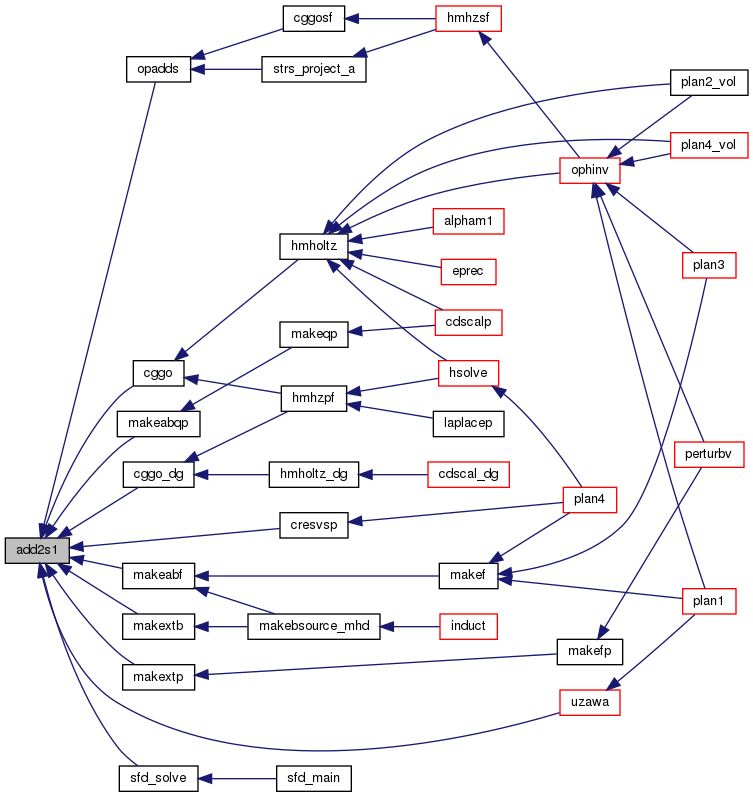 cggosf
hmhzsf
opadds
strs_project_a
plan2_vol
plan4_vol
ophinv
alpham1
hmholtz
plan3
eprec
cdscalp
makeqp
cggo
hsolve
hmhzpf
makeabqp
laplacep
perturbv
cggo_dg
hmholtz_dg
cdscal_dg
plan4
cresvsp
add2s1
makeabf
makef
plan1
makextb
makebsource_mhd
induct
makefp
makextp
uzawa
sfd_solve
sfd_main